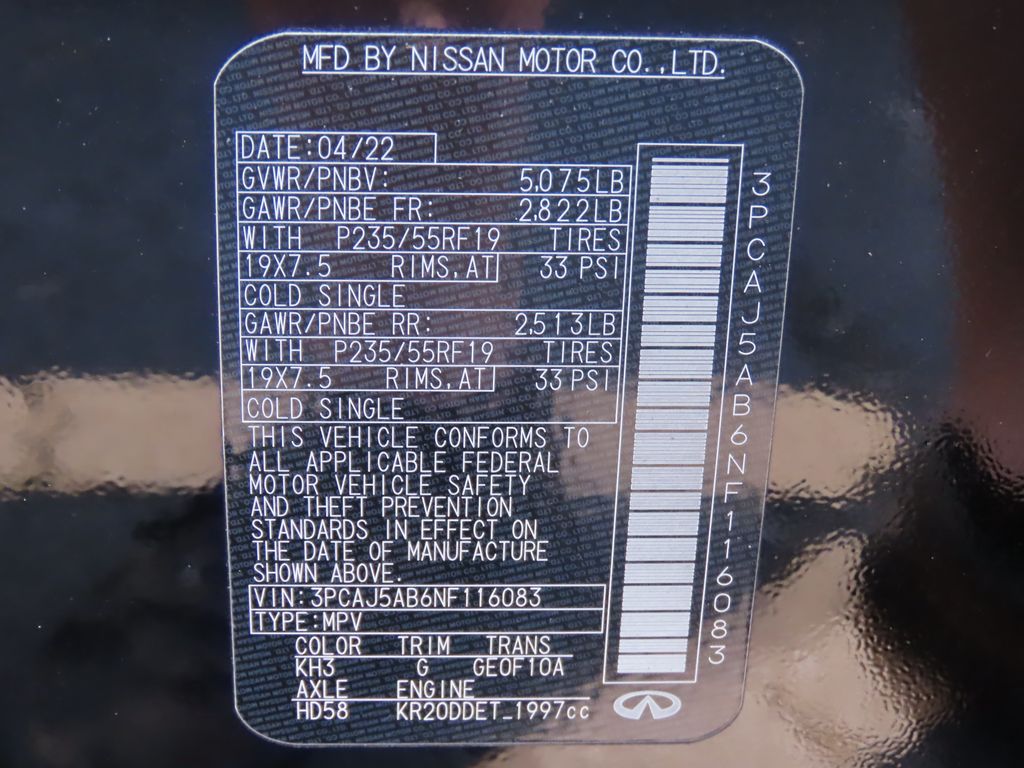 MFD BY NISSAN MOTOR CO.,LTD.
DATE:04/22
GVWR/PNBV: 5,075LB
GAWR/PNBE FR: 2,822LB
WITH P235/55RF19 TIRES
19X7.5 RIMS,AT 33 PSI
COLD SINGLE
GAWR/PNBE RR: 2,513LB
WITH P235/55RF19 TIRES
19X7.5 RIMS,AT 33 PSI
COLD SINGLE
THIS VEHICLE CONFORMS TO
ALL APPLICABLE FEDERAL
MOTOR VEHICLE SAFETY
AND THEFT PREVENTION
STANDARDS IN EFFECT ON
THE DATE OF MANUFACTURE
SHOWN ABOVE.
VIN:3PCAJ5AB6NF116083
TYPE:MPV
COLOR TRIM TRANS
KH3 G GE0F10A
AXLE ENGINE
HD58 KR20DDET_1997cc
3PCAJ5AB6NF116083